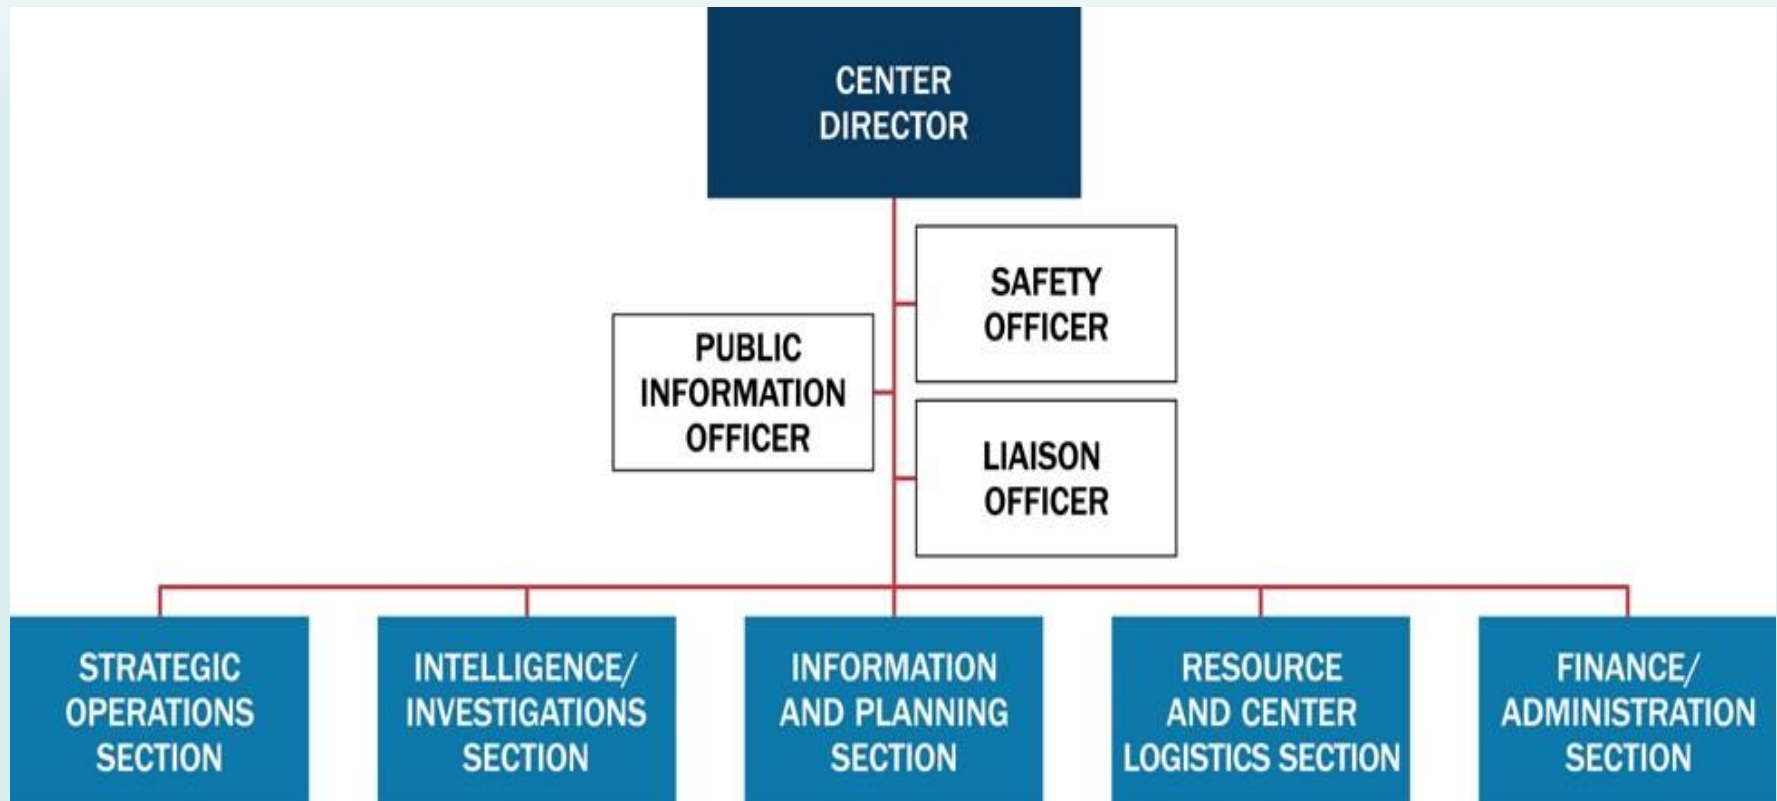 CENTER
DIRECTOR
SAFETY
OFFICER
PUBLIC
INFORMATION
OFFICER
LIAISON
OFFICER
STRATEGIC
OPERATIONS
SECTION
INTELLIGENCE/
INVESTIGATIONS
SECTION
INFORMATION
AND PLANNING
SECTION
RESOURCE
AND CENTER
LOGISTICS SECTION
FINANCE/
ADMINISTRATION
SECTION